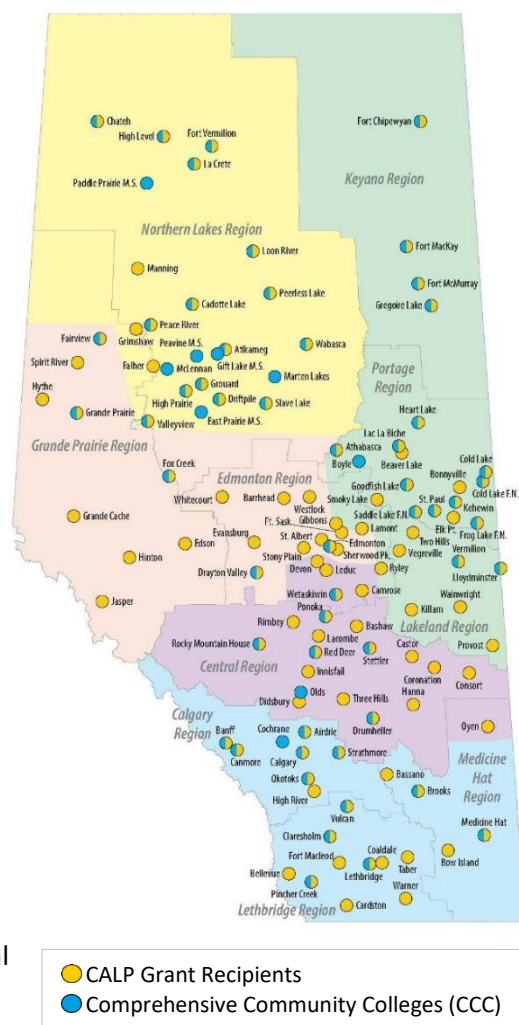 Chateh
High Level
Fort Vermilion
La Crete
Paddle Prairie M.S.
Fort Chipewyan
Keyano Region
Northern Lakes Region
Loon River
Fort MacKay
Manning
Peerless Lake
Fort McMurray
Cadotte Lake
Gregoire Lake
Peace River
Grimshaw
Peavine M.S.
Fairview
Atikameg
Wabasca
Spirit River
Falher
McLennan
Gift Lake M.S.
Marten Lakes
Portage
Region
Hythe
Grouard
Heart Lake
Grande Prairie
High Prairie
Driftpile
Slave Lake
Valleyview
East Prairie M.S.
Lac La Biche
Grande Prairie Region
Athabasca
Boyle
Beaver Lake
Cold Lake
Bonnyville
Fox Creek
Edmonton Region
Goodfish Lake
Cold Lake F.N.
Whitecourt
Barrhead
Westlock
Smoky Lake
St. Paul
Kehewin
Saddle Lake F.N.
Ft. Sask.
Gibbons
Lamont
Elk Pt.
Frog Lake F.N.
Grande Cache
Evansburg
St. Albert
Edmonton
Two Hills
Vermilion
Edson
Stony Plain
Sherwood Pk.
Vegreville
Hinton
Devon
Leduc
Ryley
Lloydminster
Drayton Valley
Wetaskiwin
Camrose
Wainwright
Jasper
Ponoka
Killam
Rimbey
Bashaw
Lakeland Region
Lacombe
Castor
Provost
Rocky Mountain House
Red Deer
Stettler
Central Region
Innisfail
Coronation
Consort
Olds
Hanna
Didsbury
Three Hills
Calgary
Region
Cochrane
Airdrie
Drumheller
Oyen
Banff
Canmore
Calgary
Strathmore
Medicine
Hat
Region
Bassano
Okotoks
Brooks
High River
Vulcan
Medicine Hat
Claresholm
Fort Macleod
Coaldale
Bow Island
Bellevue
Lethbridge
Taber
Pincher Creek
Warner
Lethbridge Region
Cardston
al
CALP Grant Recipients
Comprehensive Community Colleges (CCC)